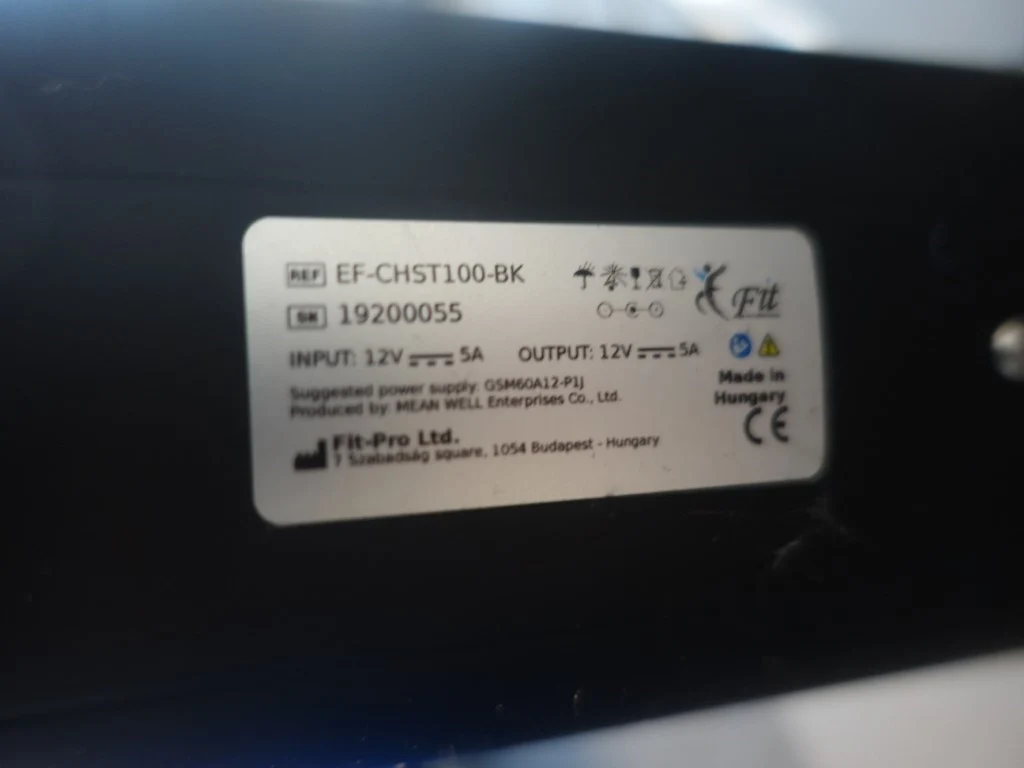 REF EF-CHST100-BK
SN 19200055
INPUT: 12V 5A OUTPUT: 12V 5A
Suggested power supply: GSM60A12-P1J
Produced by: MEAN WELL Enterprises Co., Ltd.
Fit-Pro Ltd.
7 Szabadság square, 1054 Budapest - Hungary
E Fit
Made in
Hungary
CE